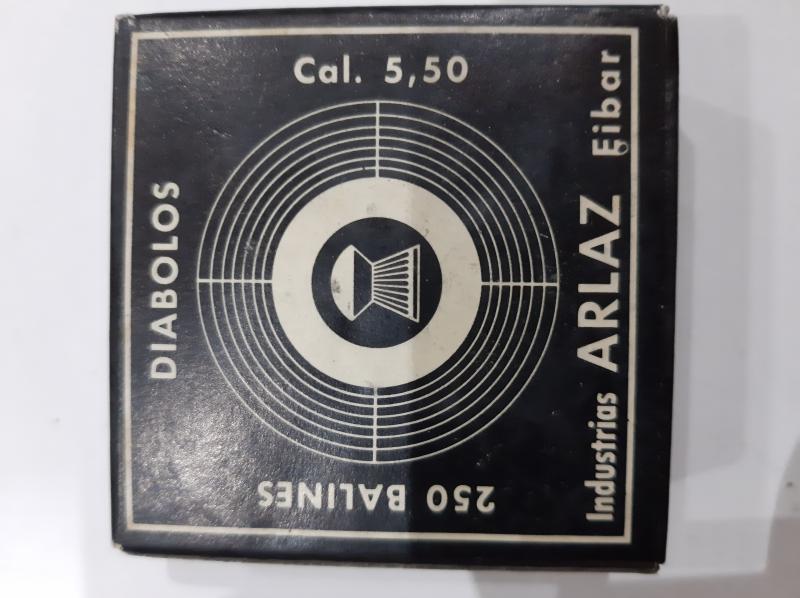 Cal. 5,50
DIABOLOS
250 BALINES
Industrias ARLAZ Eibar